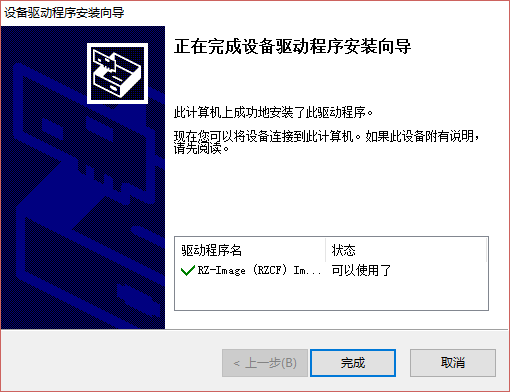 设备驱动程序安装向导
正在完成设备驱动程序安装向导
此计算机上成功地安装了此驱动程序。
现在您可以将设备连接到此计算机。如果此设备附有说明，
请先阅读。
驱动程序名 状态
RZ-Image (RZCF) Im... 可以使用了
< 上一步(B) 完成 取消